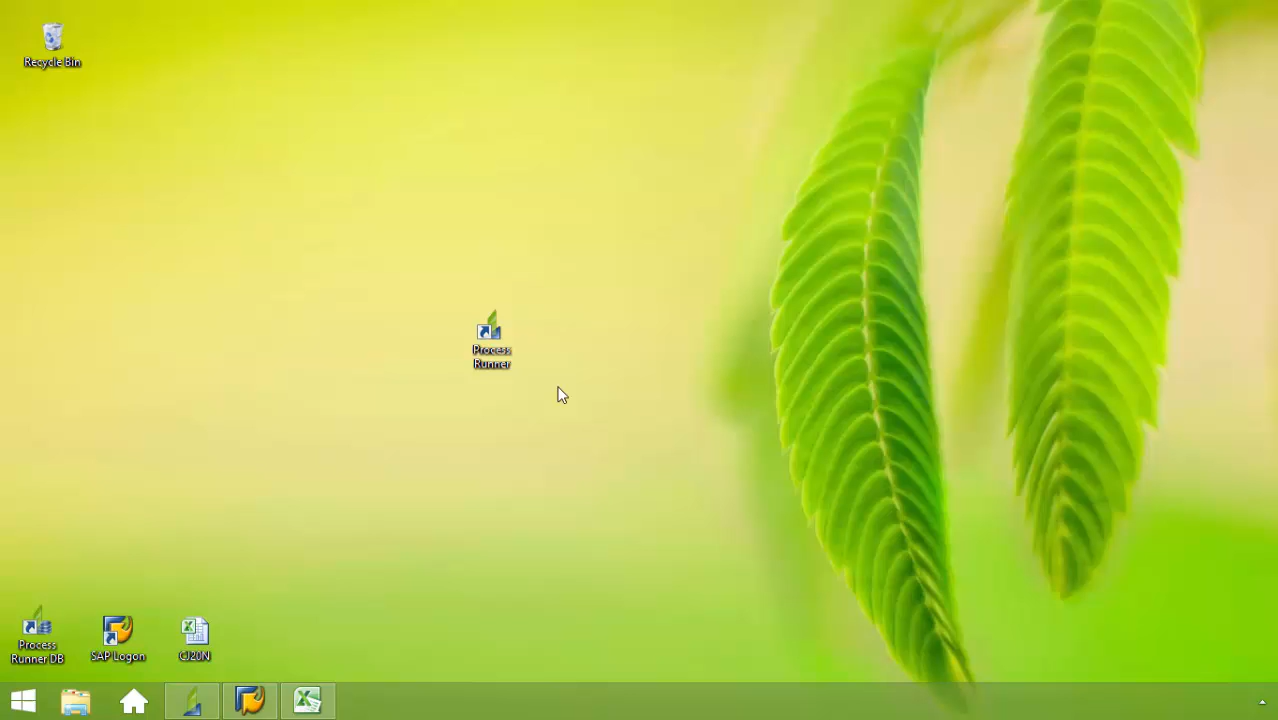 Recycle Bin
Process
Runner
Process
Runner DB
SAP Logon
CJ20N